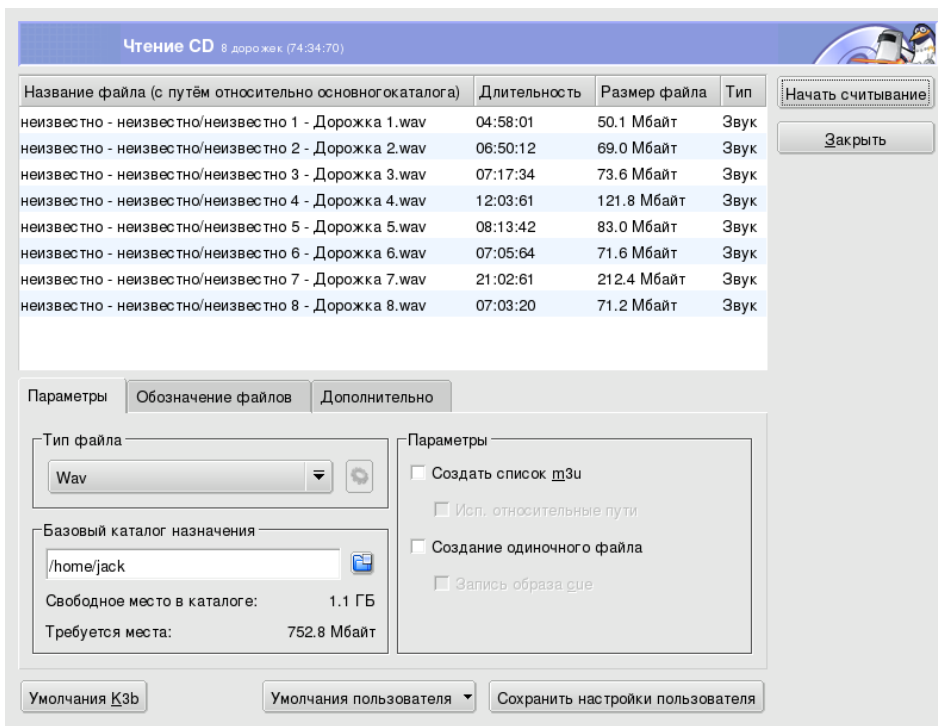 Чтение CD 8 дорожек (74:34:70)
Название файла (с путём относительно основногокаталога) Длительность Размер файла Тип
неизвестно - неизвестно/неизвестно 1 - Дорожка 1.wav 04:58:01 50.1 Мбайт Звук
неизвестно - неизвестно/неизвестно 2 - Дорожка 2.wav 06:50:12 69.0 Мбайт Звук
неизвестно - неизвестно/неизвестно 3 - Дорожка 3.wav 07:17:34 73.6 Мбайт Звук
неизвестно - неизвестно/неизвестно 4 - Дорожка 4.wav 12:03:61 121.8 Мбайт Звук
неизвестно - неизвестно/неизвестно 5 - Дорожка 5.wav 08:13:42 83.0 Мбайт Звук
неизвестно - неизвестно/неизвестно 6 - Дорожка 6.wav 07:05:64 71.6 Мбайт Звук
неизвестно - неизвестно/неизвестно 7 - Дорожка 7.wav 21:02:61 212.4 Мбайт Звук
неизвестно - неизвестно/неизвестно 8 - Дорожка 8.wav 07:03:20 71.2 Мбайт Звук
Начать считывание
Закрыть
Параметры Обозначение файлов Дополнительно
Тип файла
Wav
Базовый каталог назначения
/home/jack
Свободное место в каталоге: 1.1 ГБ
Требуется места: 752.8 Мбайт
Параметры
Создать список m3u
Исп. относительные пути
Создание одиночного файла
Запись образа cue
Умолчания K3b Умолчания пользователя Сохранить настройки пользователя